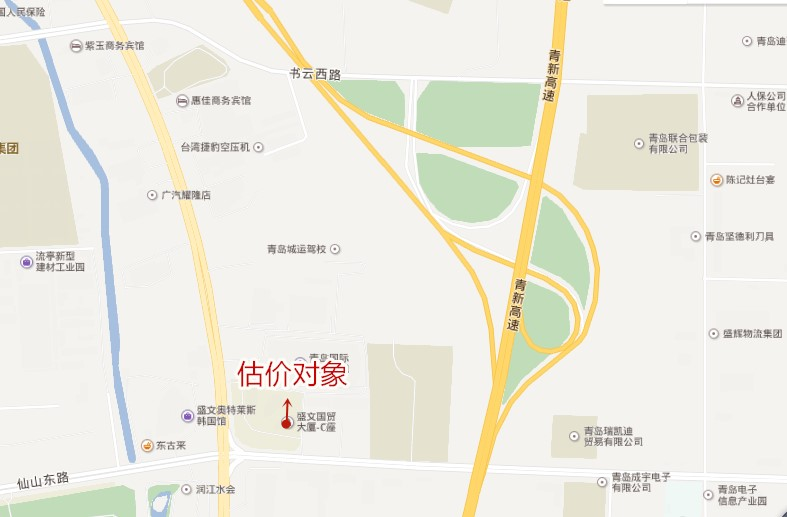 国人民保险
紫玉商务宾馆
青岛迪
书云西路
青新高速
惠佳商务宾馆
人保公司
合作单位
集团
台湾捷豹空压机
青岛联合包装
有限公司
陈记灶台宴
广汽耀隆店
流亭新型
建材工业园
青岛城运驾校
青岛坚德利刀具
青新高速
盛辉物流集团
青岛国际
估价对象
盛文奥特莱斯
韩国馆
盛文国贸
大厦-C座
东古来
青岛瑞凯迪
贸易有限公司
仙山东路
润江水会
青岛成宇电子
有限公司
青岛电子
信息产业园